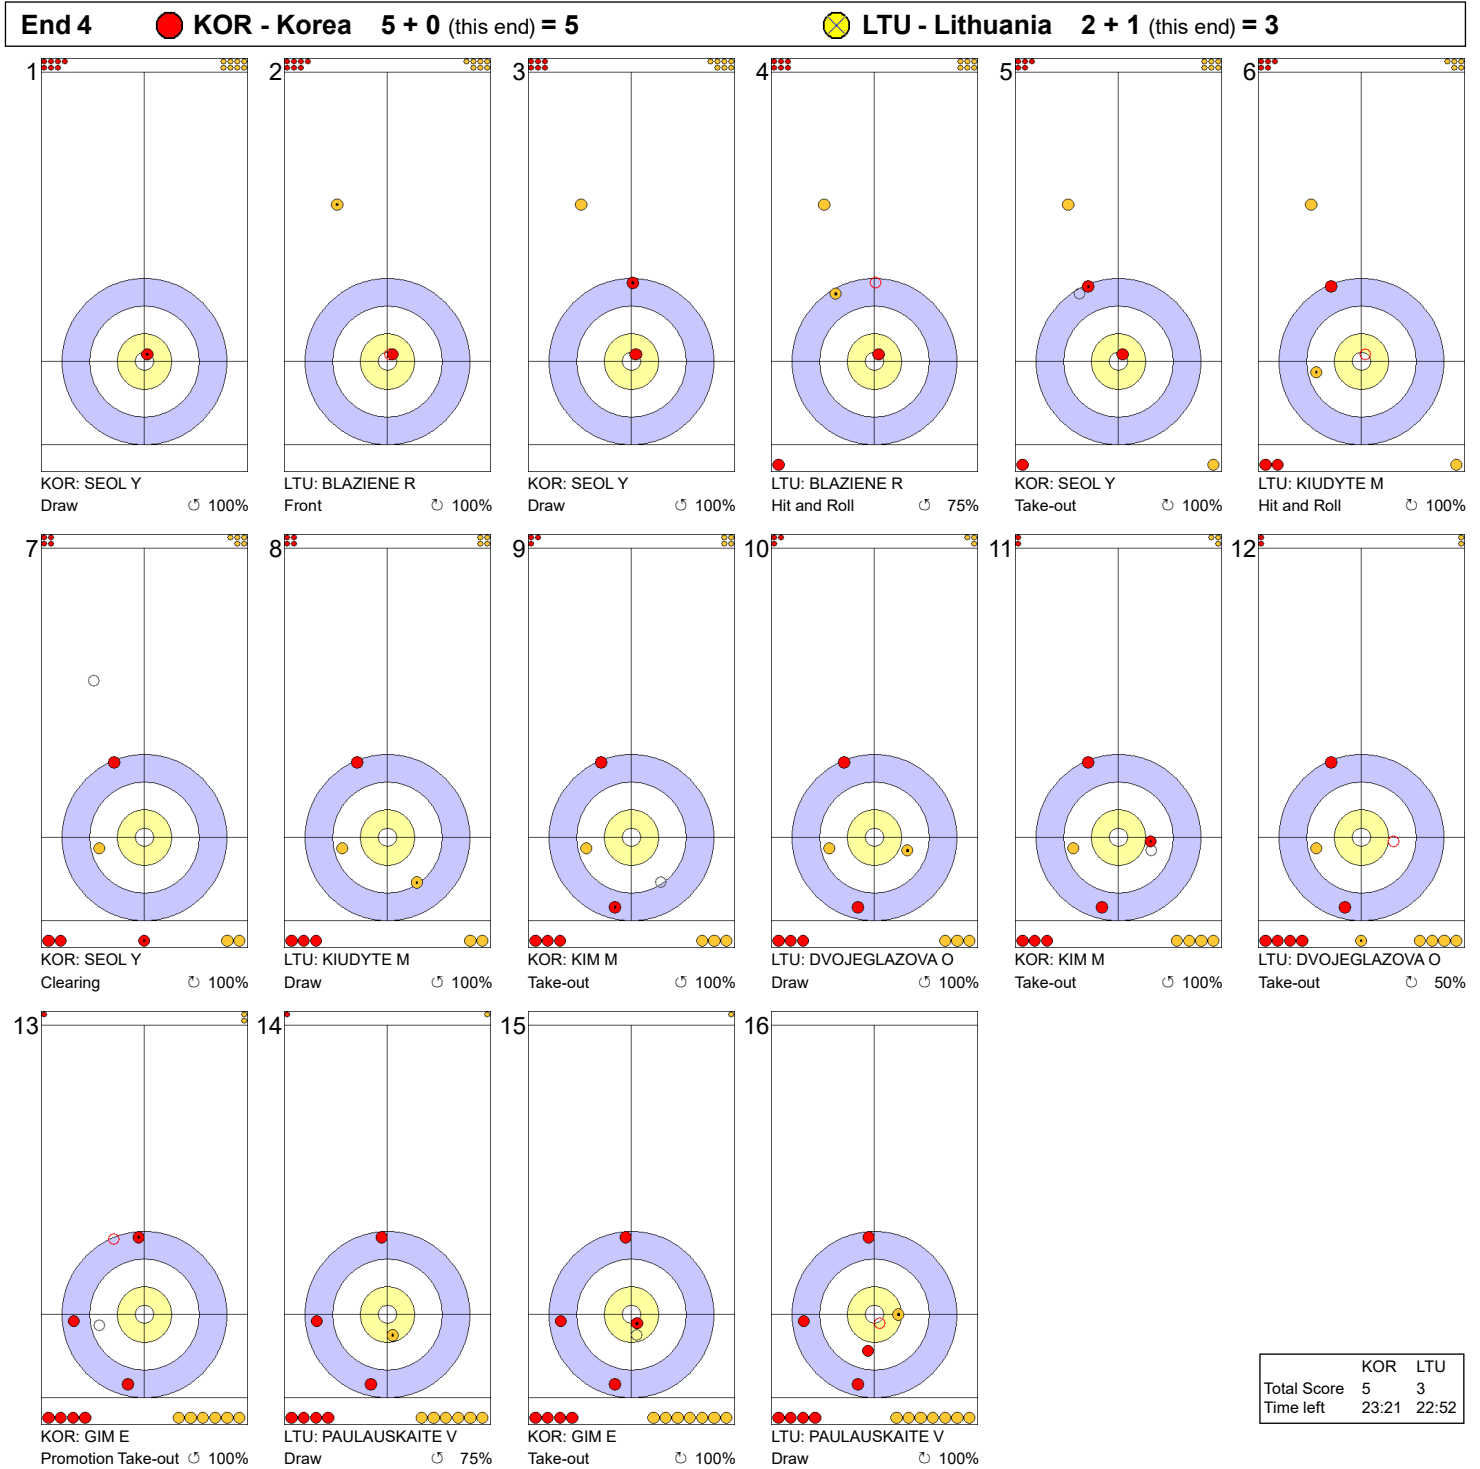 End 4 KOR - Korea 5 + 0 (this end) = 5 LTU - Lithuania 2 + 1 (this end) = 3
1 2 3 4 5 6
KOR: SEOL Y LTU: BLAZIENE R KOR: SEOL Y LTU: BLAZIENE R KOR: SEOL Y LTU: KIUDYTE M
Draw ↺ 100% Front ↻ 100% Draw ↺ 100% Hit and Roll ↺ 75% Take-out ↺ 100% Hit and Roll ↻ 100%
7 8 9 10 11 12
KOR: SEOL Y LTU: KIUDYTE M KOR: KIM M LTU: DVOJEGLAZOVA O KOR: KIM M LTU: DVOJEGLAZOVA O
Clearing ↻ 100% Draw ↺ 100% Take-out ↻ 100% Draw ↺ 100% Take-out ↺ 100% Take-out ↻ 50%
13 14 15 16
KOR: GIM E LTU: PAULAUSKAITE V KOR: GIM E LTU: PAULAUSKAITE V
Promotion Take-out ↺ 100% Draw ↺ 75% Take-out ↻ 100% Draw ↻ 100%
KOR LTU
Total Score 5 3
Time left 23:21 22:52